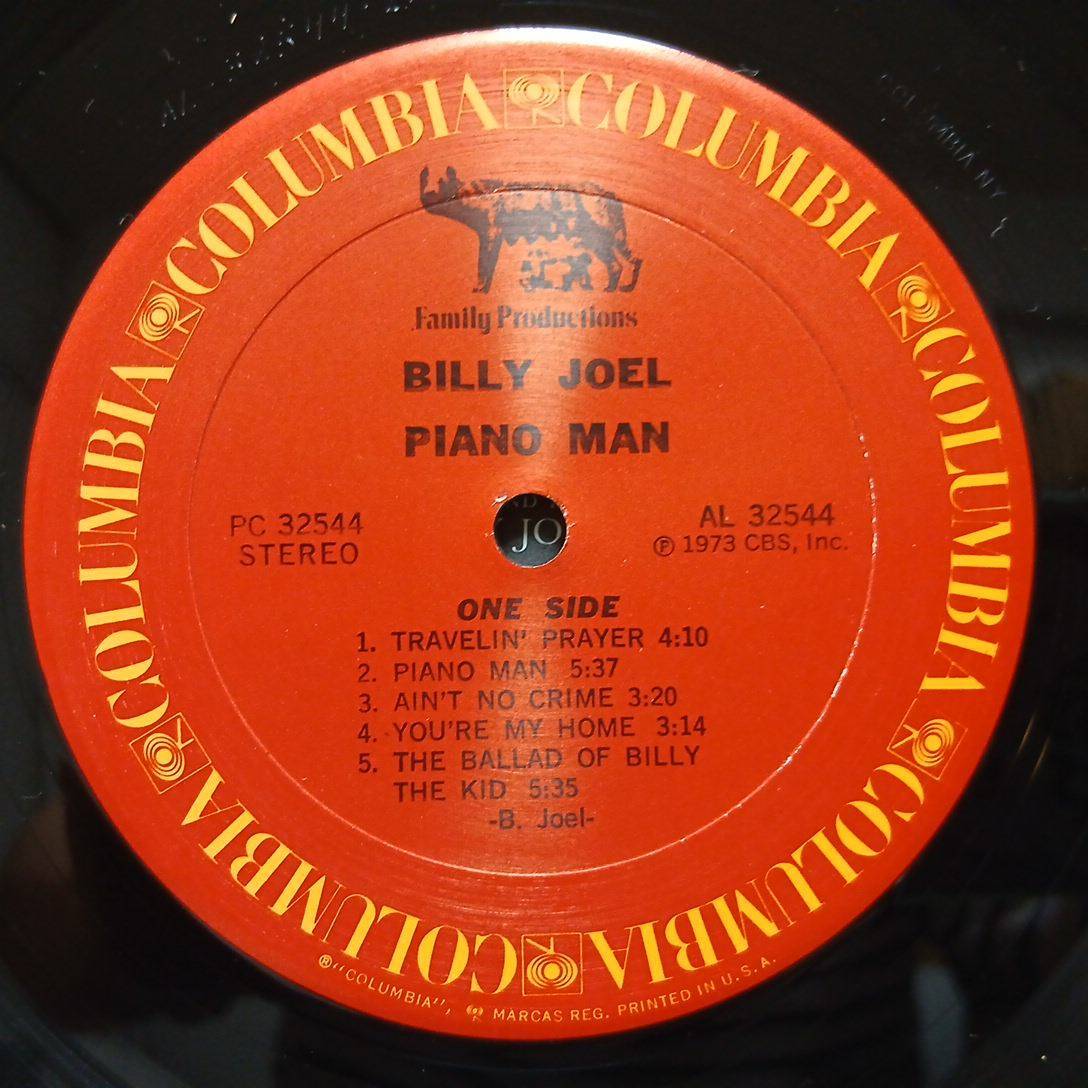 COLUMBIA COLUMBIA COLUMBIA COLUMBIA COLUMBIA COLUMBIA
Family Productions
BILLY JOEL
PIANO MAN
PC 32544
STEREO
AL 32544
℗ 1973 CBS, Inc.
JO
ONE SIDE
1. TRAVELIN' PRAYER 4:10
2. PIANO MAN 5:37
3. AIN'T NO CRIME 3:20
4. YOU'RE MY HOME 3:14
5. THE BALLAD OF BILLY
THE KID 5:35
-B. Joel-
®"COLUMBIA", MARCAS REG. PRINTED IN U.S.A.
COLUMBIA NY